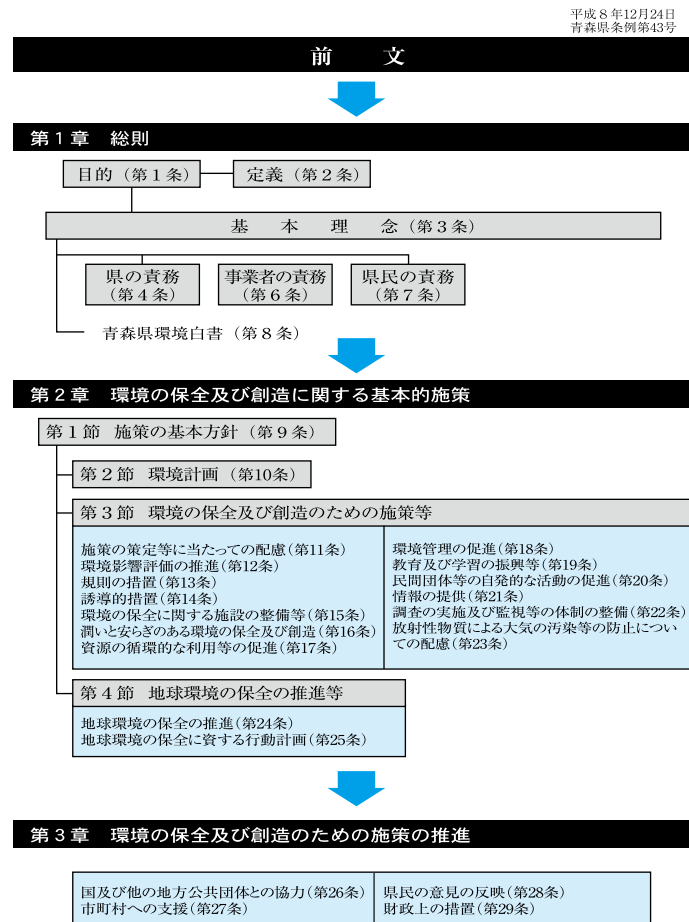 平成８年12月24日
青森県条例第43号
前　　文
第１章　総則
目的（第１条）
定義（第２条）
基　本　理　念（第３条）
県の責務
（第４条）
事業者の責務
（第６条）
県民の責務
（第７条）
青森県環境白書（第８条）
第２章　環境の保全及び創造に関する基本的施策
第１節　施策の基本方針（第９条）
第２節　環境計画（第10条）
第３節　環境の保全及び創造のための施策等
施策の策定等に当たっての配慮（第11条）
環境影響評価の推進（第12条）
規則の措置（第13条）
誘導的措置（第14条）
環境の保全に関する施設の整備等（第15条）
潤いと安らぎのある環境の保全及び創造（第16条）
資源の循環的な利用等の促進（第17条）
環境管理の促進（第18条）
教育及び学習の振興等（第19条）
民間団体等の自発的な活動の促進（第20条）
情報の提供（第21条）
調査の実施及び監視等の体制の整備（第22条）
放射性物質による大気の汚染等の防止につい
ての配慮（第23条）
第４節　地球環境の保全の推進等
地球環境の保全の推進（第24条）
地球環境の保全に資する行動計画（第25条）
第３章　環境の保全及び創造のための施策の推進
国及び他の地方公共団体との協力（第26条）
市町村への支援（第27条）
県民の意見の反映（第28条）
財政上の措置（第29条）